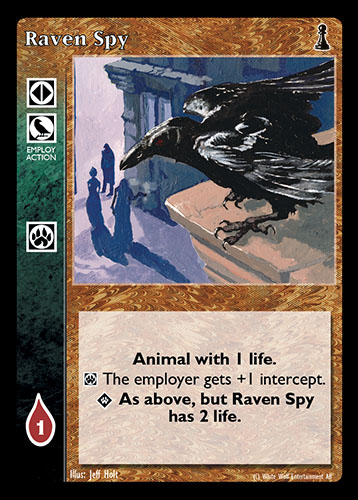 Raven Spy
EMPLOY
ACTION
Animal with 1 life.
The employer gets +1 intercept.
As above, but Raven Spy
has 2 life.
1
Illus: Jeff Holt
(C) White Wolf Entertainment AB